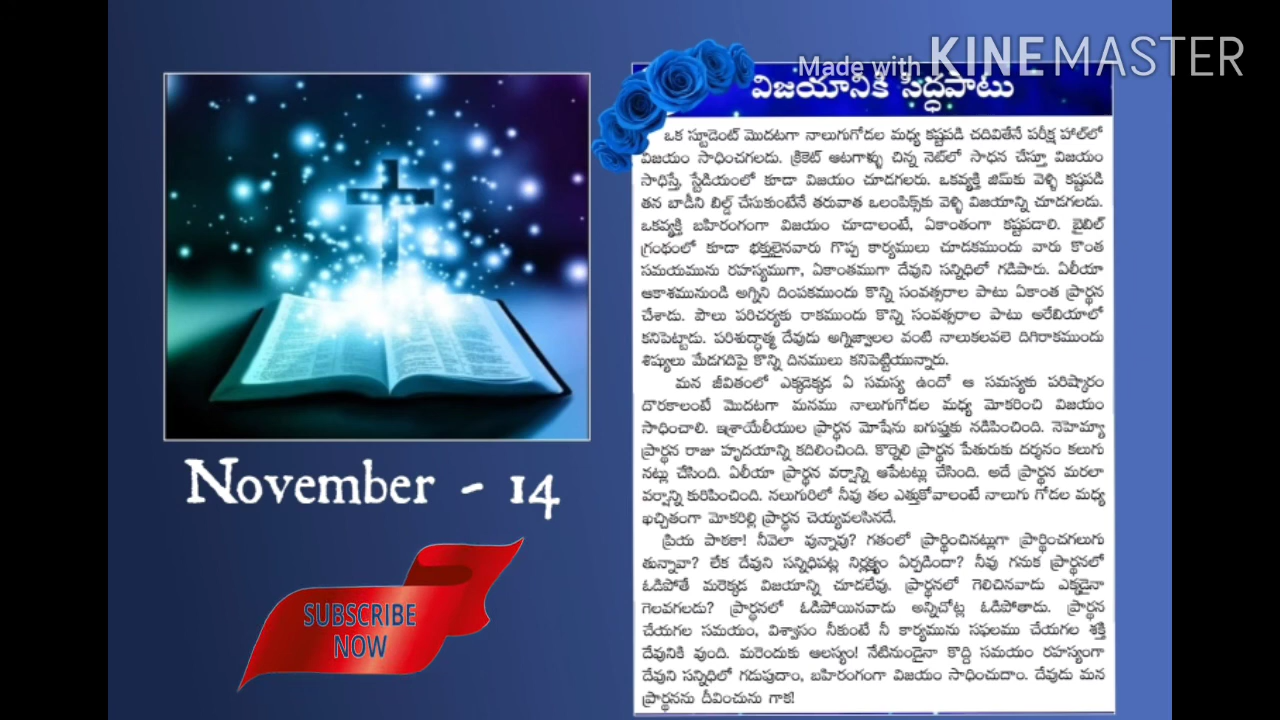 Made with KINEMASTER
విజయానికి సిద్ధపాటు
ఒక స్టూడెంట్ మొదటగా నాలుగుగోడల మధ్య కష్టపడి చదివితేనే పరీక్ష హాల్‌లో
విజయం సాధించగలడు. క్రికెట్ ఆటగాళ్ళు చిన్న నెట్‌లో సాధన చేస్తూ విజయం
సాధిస్తే, స్టేడియంలో కూడా విజయం చూడగలరు. ఒకవ్యక్తి జిమ్‌కు వెళ్ళి కష్టపడి
తన బాడీని బిల్డ్ చేసుకుంటేనే తరువాత ఒలంపిక్స్‌కు వెళ్ళి విజయాన్ని చూడగలడు.
ఒకవ్యక్తి బహిరంగంగా విజయం చూడాలంటే, ఏకాంతంగా కష్టపడాలి. బైబిల్
గ్రంథంలో కూడా భక్తులైనవారు గొప్ప కార్యములు చూడకముందు వారు కొంత
సమయమును రహస్యముగా, ఏకాంతముగా దేవుని సన్నిధిలో గడిపారు. ఏలీయా
ఆకాశమునుండి అగ్నిని దింపకముందు కొన్ని సంవత్సరాల పాటు ఏకాంత ప్రార్థన
చేశాడు. పౌలు పరిచర్యకు రాకముందు కొన్ని సంవత్సరాల పాటు అరేబియాలో
కనిపెట్టాడు. పరిశుద్ధాత్మ దేవుడు అగ్నిజ్వాలల వంటి నాలుకలవలె దిగిరాకముందు
శిష్యులు మేడగదిపై కొన్ని దినములు కనిపెట్టియున్నారు.
మన జీవితంలో ఎక్కడెక్కడ ఏ సమస్య ఉందో ఆ సమస్యకు పరిష్కారం
దొరకాలంటే మొదటగా మనము నాలుగుగోడల మధ్య మోకరించి విజయం
సాధించాలి. ఇశ్రాయేలీయుల ప్రార్థన మోషేను ఐగుప్తుకు నడిపించింది. నెహెమ్యా
ప్రార్థన రాజు హృదయాన్ని కదిలించింది. కొర్నెలి ప్రార్థన పేతురుకు దర్శనం కలుగు
నట్లు చేసింది. ఏలీయా ప్రార్థన వర్షాన్ని ఆపేటట్లు చేసింది. అదే ప్రార్థన మరలా
వర్షాన్ని కురిపించింది. నలుగురిలో నీవు తల ఎత్తుకోవాలంటే నాలుగు గోడల మధ్య
ఖచ్చితంగా మోకరిల్లి ప్రార్థన చెయ్యవలసినదే.
ప్రియ పాఠకా! నీవెలా వున్నావు? గతంలో ప్రార్థించినట్లుగా ప్రార్థించగలుగు
తున్నావా? లేక దేవుని సన్నిధిపట్ల నిర్లక్ష్యం ఏర్పడిందా? నీవు గనుక ప్రార్థనలో
ఓడిపోతే మరెక్కడ విజయాన్ని చూడలేవు. ప్రార్థనలో గెలిచినవాడు ఎక్కడైనా
గెలవగలడు? ప్రార్థనలో ఓడిపోయినవాడు అన్నిచోట్ల ఓడిపోతాడు. ప్రార్థన
చేయగల సమయం, విశ్వాసం నీకుంటే నీ కార్యమును సఫలము చేయగల శక్తి
దేవునికి వుంది. మరెందుకు ఆలస్యం! నేటినుండైనా కొద్ది సమయం రహస్యంగా
దేవుని సన్నిధిలో గడుపుదాం, బహిరంగంగా విజయం సాధించుదాం. దేవుడు మన
ప్రార్థనను దీవించును గాక!
November - 14
SUBSCRIBE
NOW